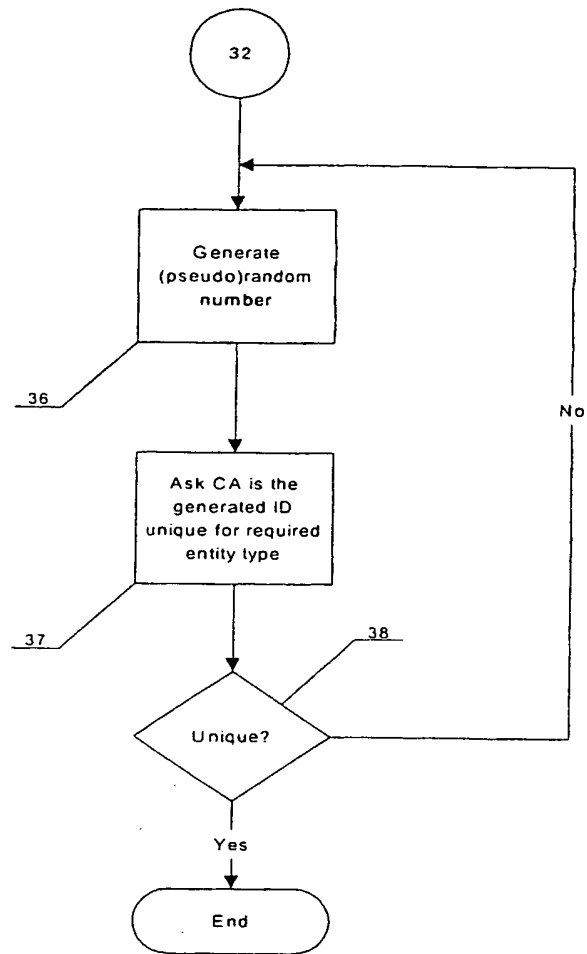 32
Generate
(pseudo)random
number
36
No
Ask CA is the
generated ID
unique for required
entity type
37
38
Unique?
Yes
End